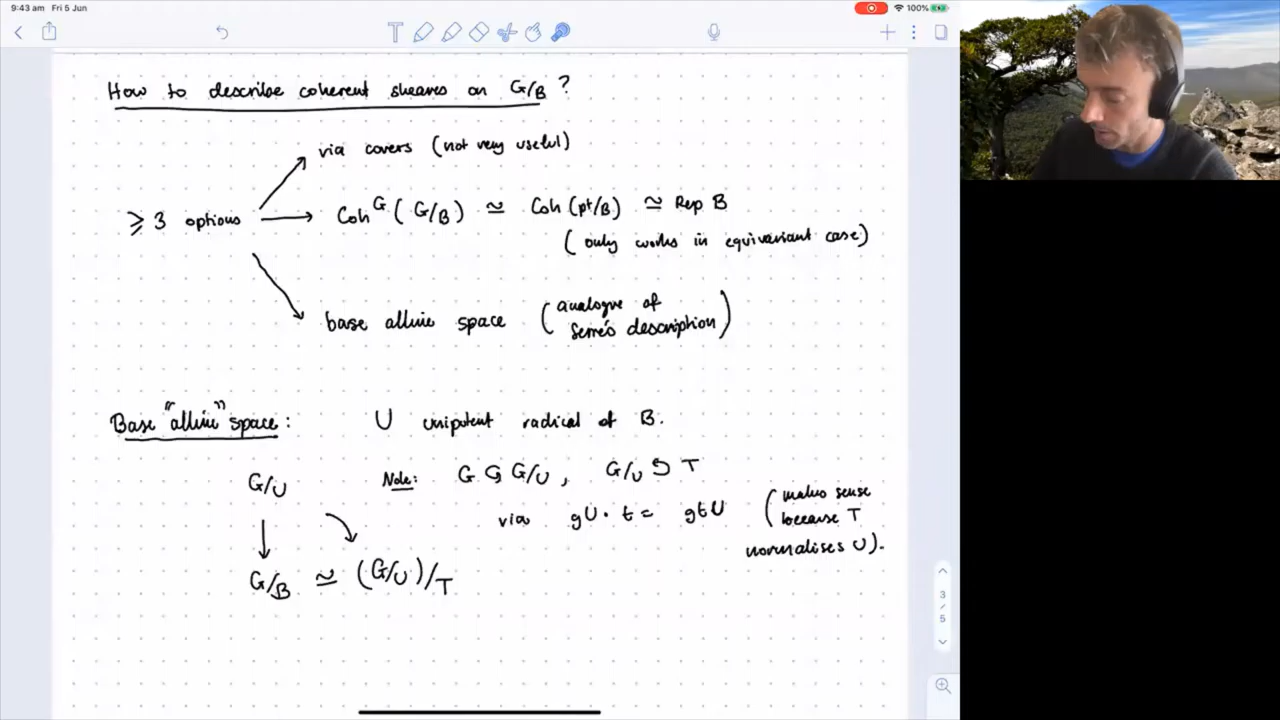 9:43 am Fri 5 Jun
100%
How to describe coherent sheaves on G/B ?
via covers (not very useful)
⩾ 3 options
Coh^G (G/B) ≃ Coh (pt/B) ≃ Rep B
(only works in equivariant case)
base affine space (analogue of
Serre's description)
Base "affine" space : U unipotent radical of B.
G/U Note: G ↻ G/U , G/U ↺ T
via gU · t = gtU (makes sense
because T
normalises U).
G/B ≃ (G/U)/T
3
/
5